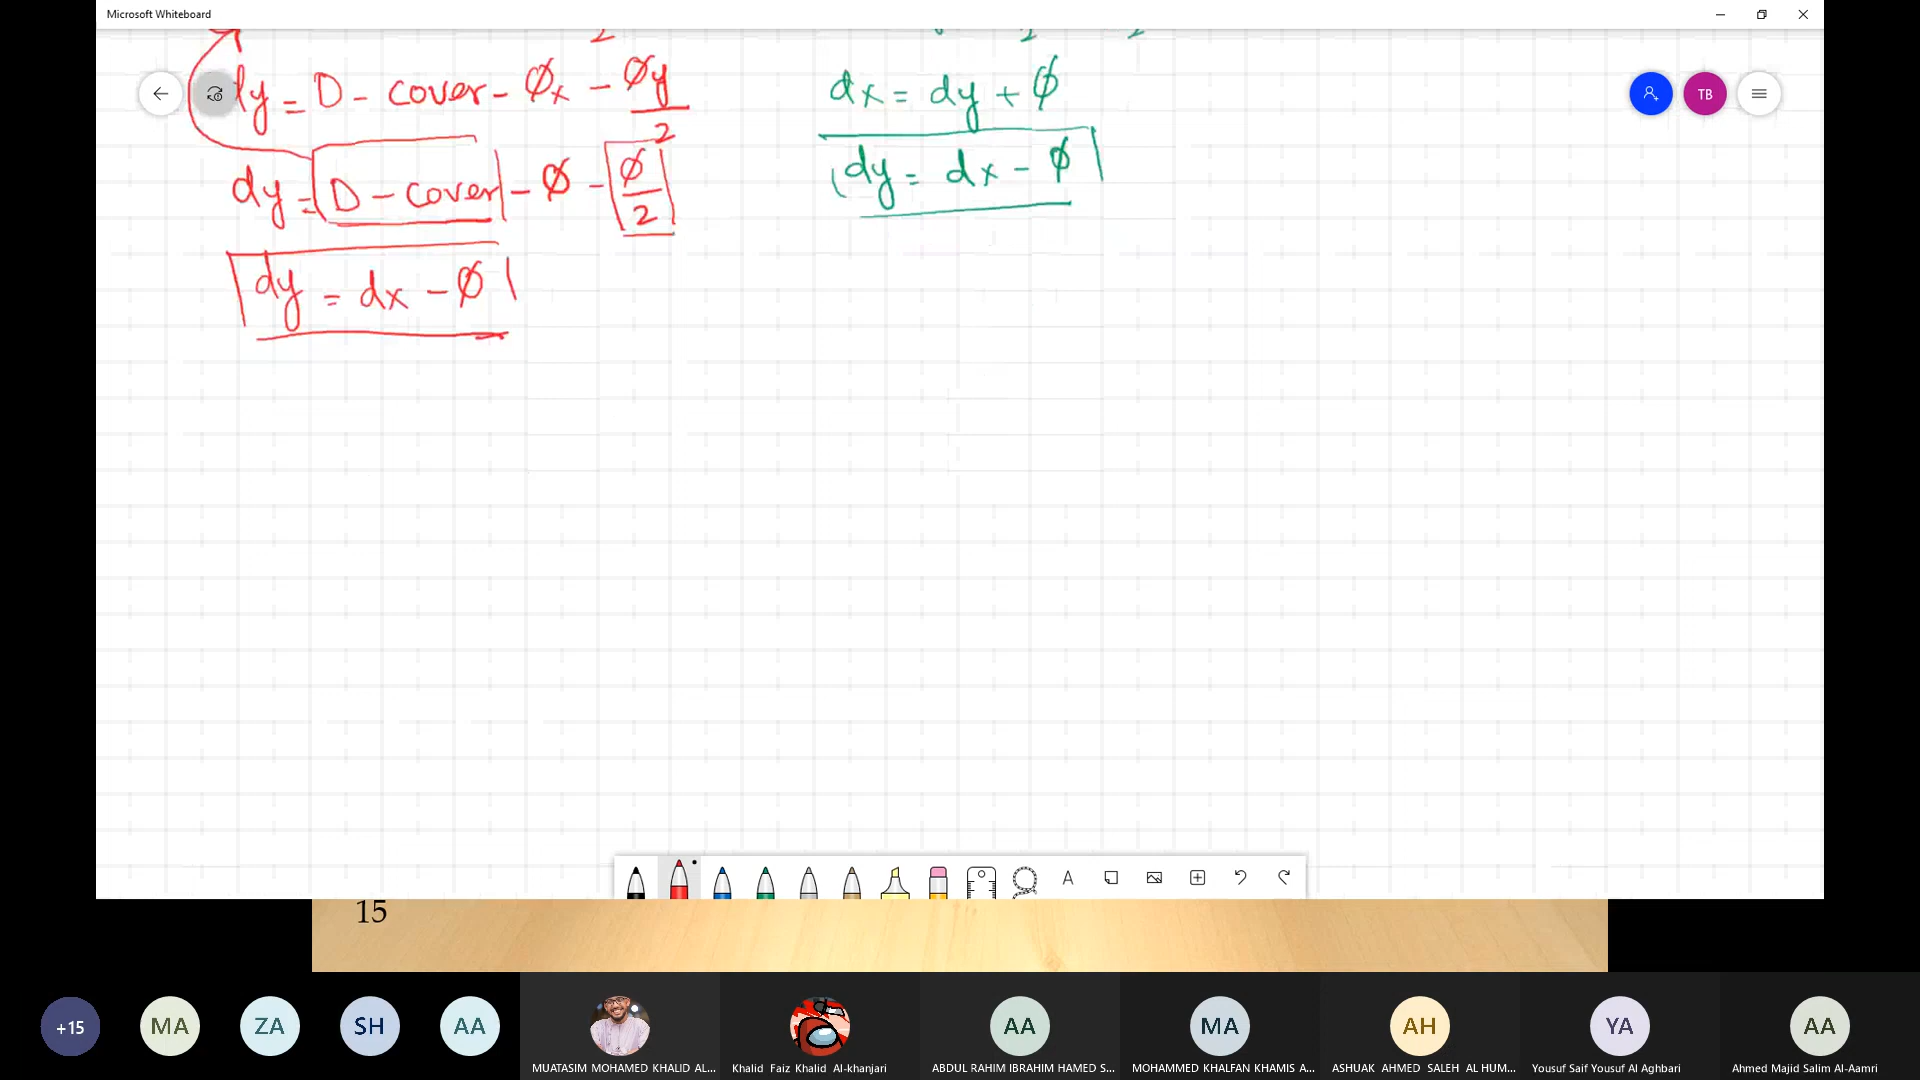 Microsoft Whiteboard
2
dy = D - cover - Øx - Øy/2
dy = D - cover - Ø - Ø/2
dy = dx - Ø
2 2
dx = dy + Ø
dy = dx - Ø
TB
A
15
+15
MA
ZA
SH
AA
MUATASIM MOHAMED KHALID AL...
Khalid Faiz Khalid Al-khanjari
AA
ABDUL RAHIM IBRAHIM HAMED S...
MA
MOHAMMED KHALFAN KHAMIS A...
AH
ASHUAK AHMED SALEH AL HUM...
YA
Yousuf Saif Yousuf Al Aghbari
AA
Ahmed Majid Salim Al-Aamri